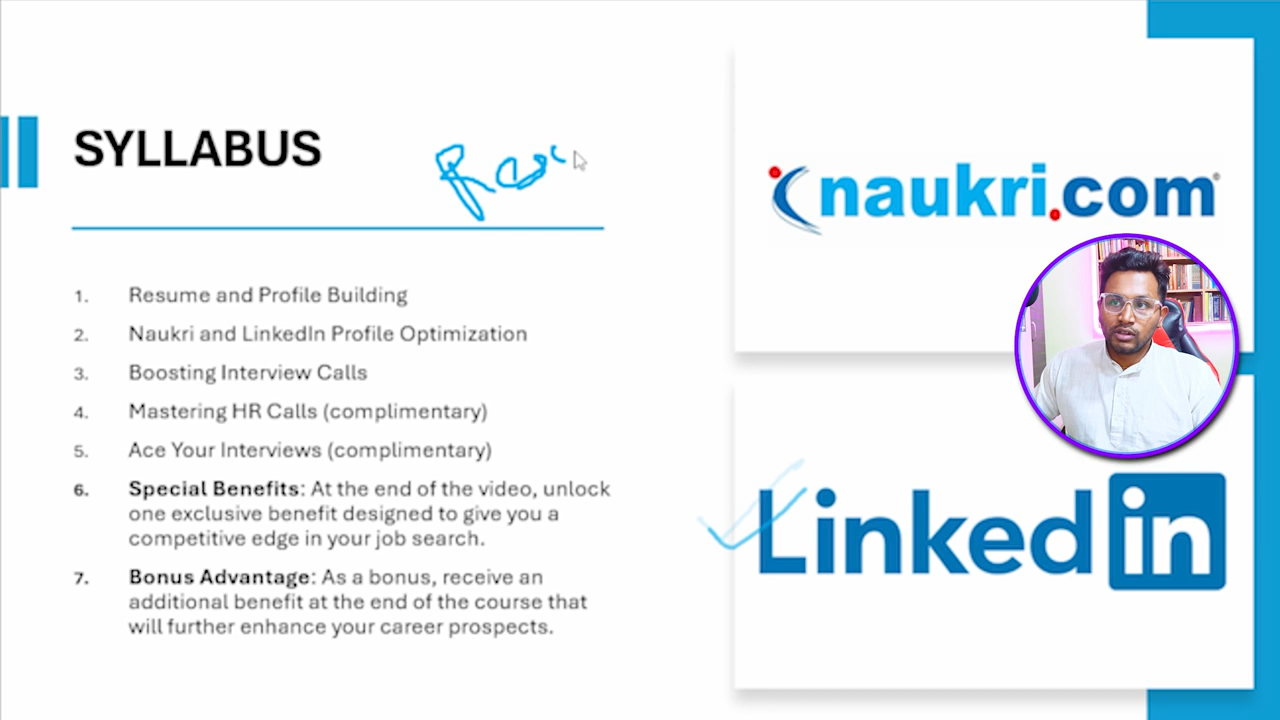 SYLLABUS
1. Resume and Profile Building
2. Naukri and LinkedIn Profile Optimization
3. Boosting Interview Calls
4. Mastering HR Calls (complimentary)
5. Ace Your Interviews (complimentary)
6. Special Benefits: At the end of the video, unlock
one exclusive benefit designed to give you a
competitive edge in your job search.
7. Bonus Advantage: As a bonus, receive an
additional benefit at the end of the course that
will further enhance your career prospects.
naukri.com
Linked in